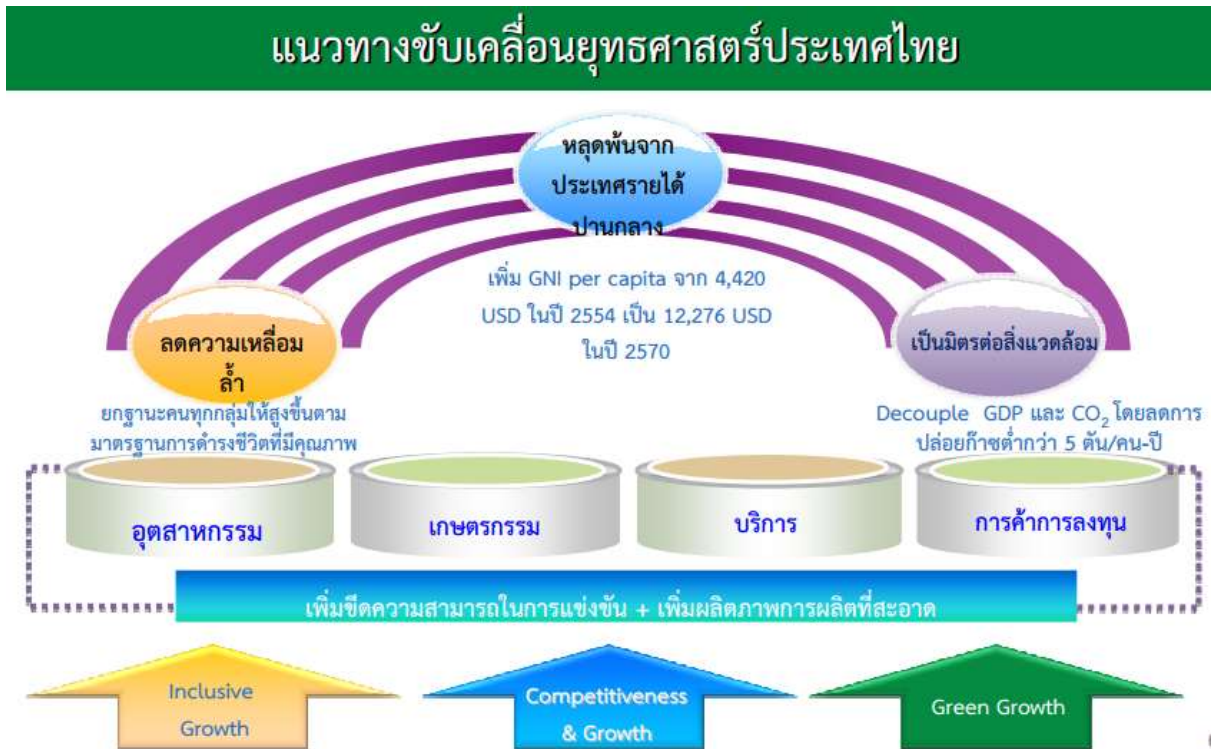 แนวทางขับเคลื่อนยุทธศาสตร์ประเทศไทย
หลุดพ้นจาก
ประเทศรายได้
ปานกลาง
เพิ่ม GNI per capita จาก 4,420
USD ในปี 2554 เป็น 12,276 USD
ในปี 2570
ลดความเหลื่อม
ล้ำ
ยกฐานะคนทุกกลุ่มให้สูงขึ้นตาม
มาตรฐานการดำรงชีวิตที่มีคุณภาพ
เป็นมิตรต่อสิ่งแวดล้อม
Decouple GDP และ CO₂ โดยลดการ
ปล่อยก๊าซต่ำกว่า 5 ตัน/คน-ปี
อุตสาหกรรม
เกษตรกรรม
บริการ
การค้าการลงทุน
เพิ่มขีดความสามารถในการแข่งขัน + เพิ่มผลิตภาพการผลิตที่สะอาด
Inclusive
Growth
Competitiveness
& Growth
Green Growth